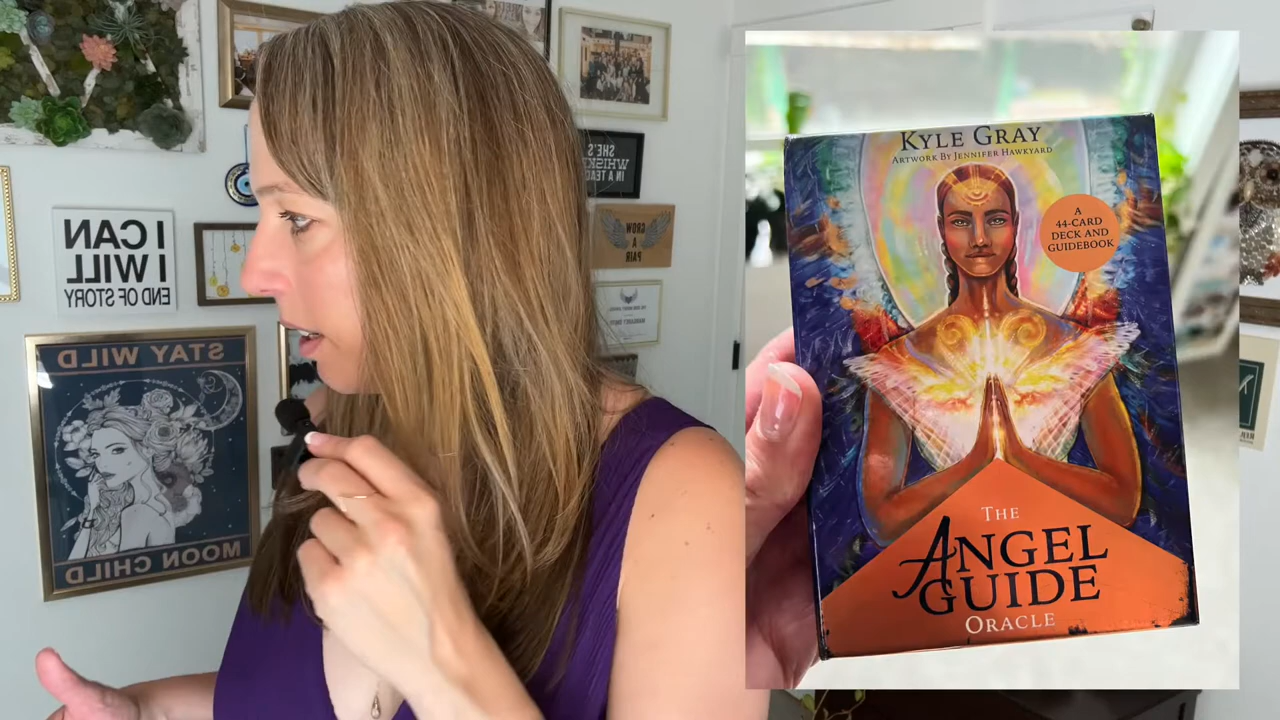 I CAN
I WILL
END OF STORY
STAY WILD
MOON CHILD
SHE'S
WHISKEY
IN A TEACUP
GROW
A
PAIR
KYLE GRAY
ARTWORK BY JENNIFER HAWKYARD
A
44-CARD
DECK AND
GUIDEBOOK
THE
ANGEL
GUIDE
ORACLE